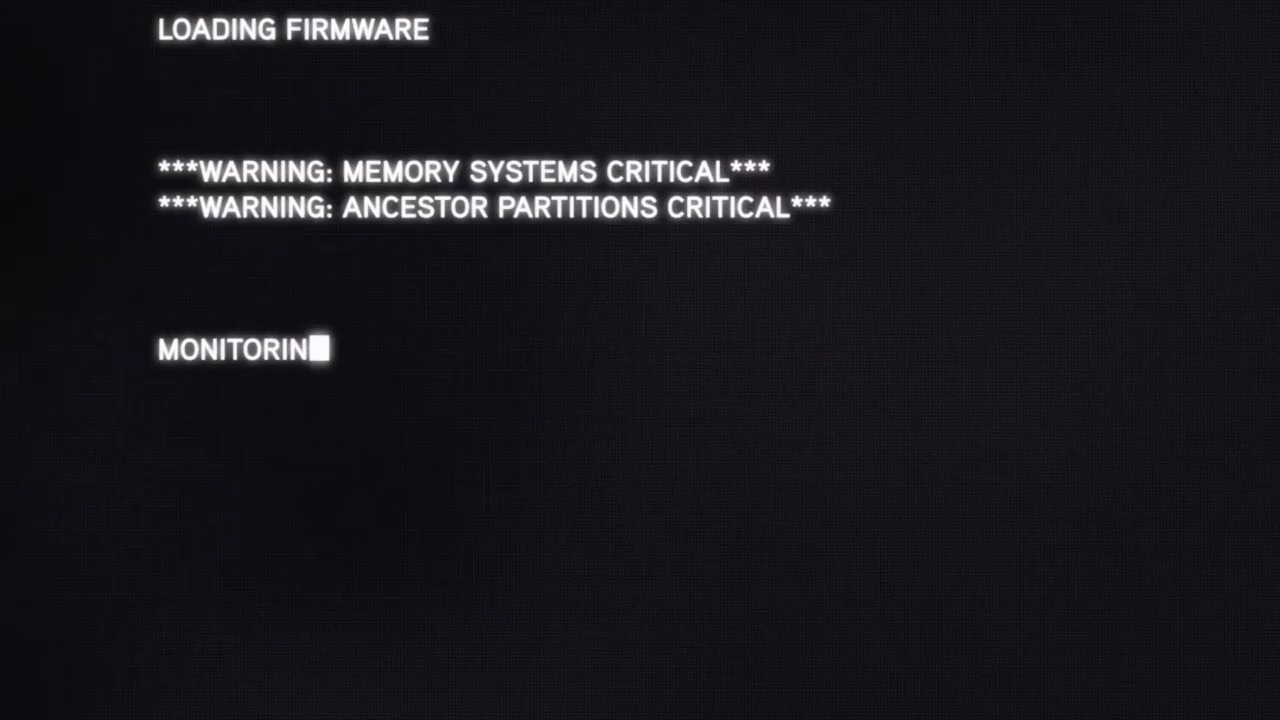 LOADING FIRMWARE
***WARNING: MEMORY SYSTEMS CRITICAL***
***WARNING: ANCESTOR PARTITIONS CRITICAL***
MONITORIN